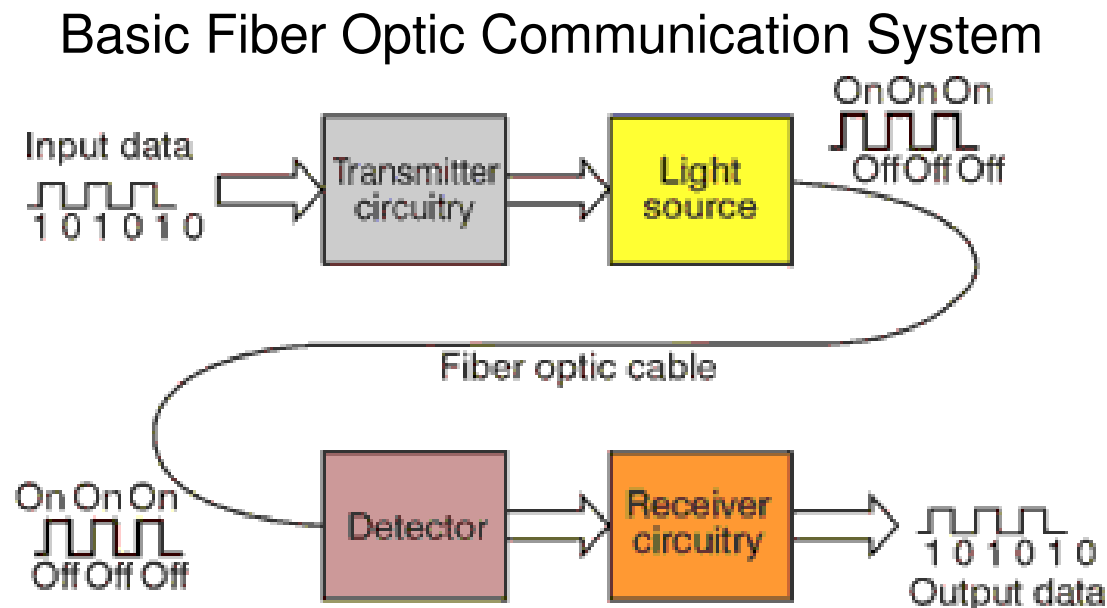 Basic Fiber Optic Communication System
Input data
1 0 1 0 1 0
Transmitter
circuitry
Light
source
On On On
Off Off Off
Fiber optic cable
On On On
Off Off Off
Detector
Receiver
circuitry
1 0 1 0 1 0
Output data